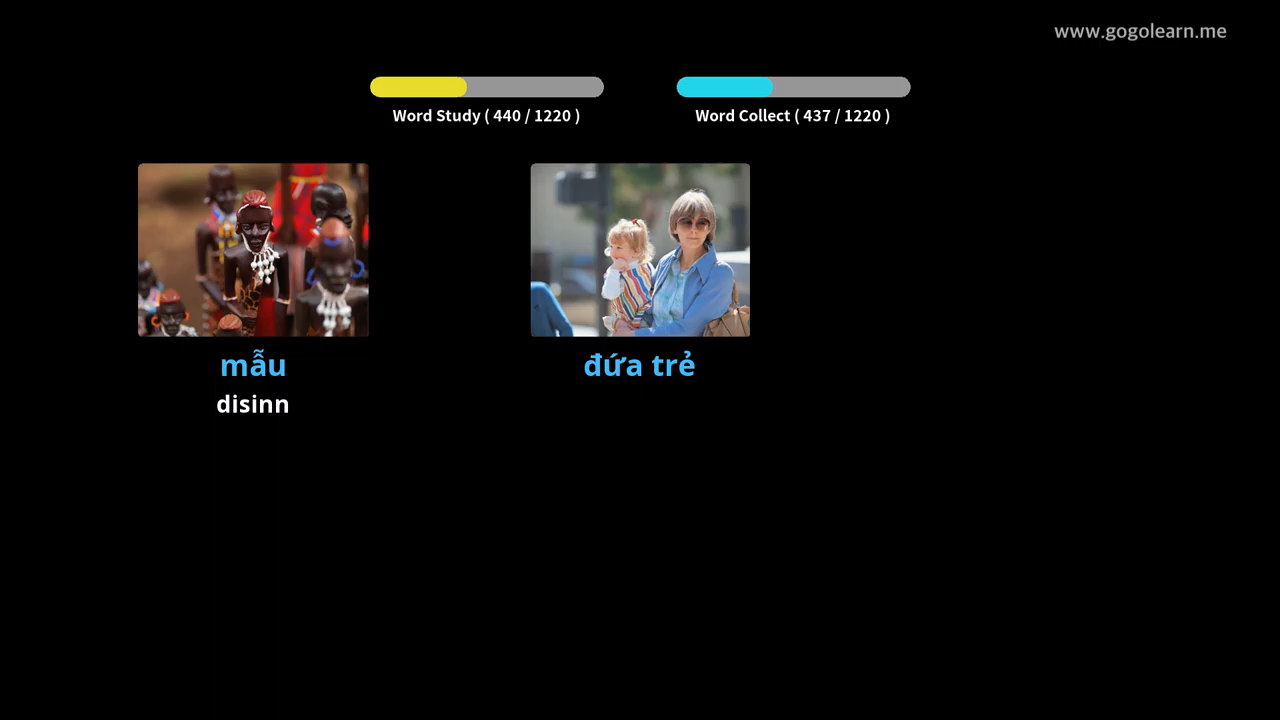 www.gogolearn.me
Word Study ( 440 / 1220 )
Word Collect ( 437 / 1220 )
mẫu
disinn
đứa trẻ